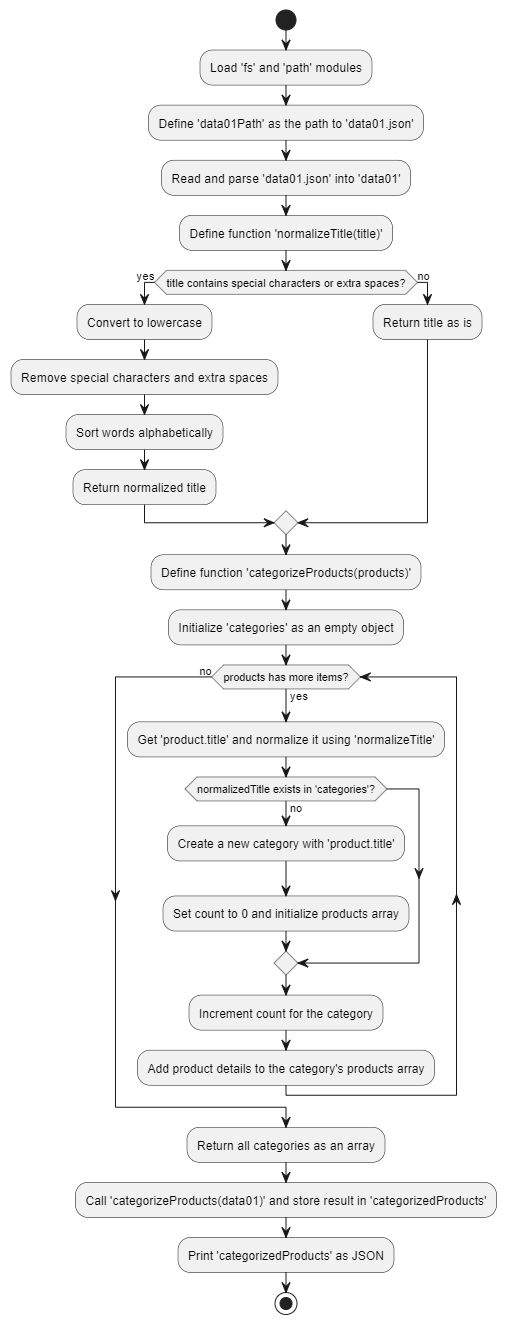 Load 'fs' and 'path' modules
Define 'data01Path' as the path to 'data01.json'
Read and parse 'data01.json' into 'data01'
Define function 'normalizeTitle(title)'
yes
title contains special characters or extra spaces?
no
Convert to lowercase
Return title as is
Remove special characters and extra spaces
Sort words alphabetically
Return normalized title
Define function 'categorizeProducts(products)'
Initialize 'categories' as an empty object
no
products has more items?
yes
Get 'product.title' and normalize it using 'normalizeTitle'
normalizedTitle exists in 'categories'?
no
Create a new category with 'product.title'
Set count to 0 and initialize products array
Increment count for the category
Add product details to the category's products array
Return all categories as an array
Call 'categorizeProducts(data01)' and store result in 'categorizedProducts'
Print 'categorizedProducts' as JSON